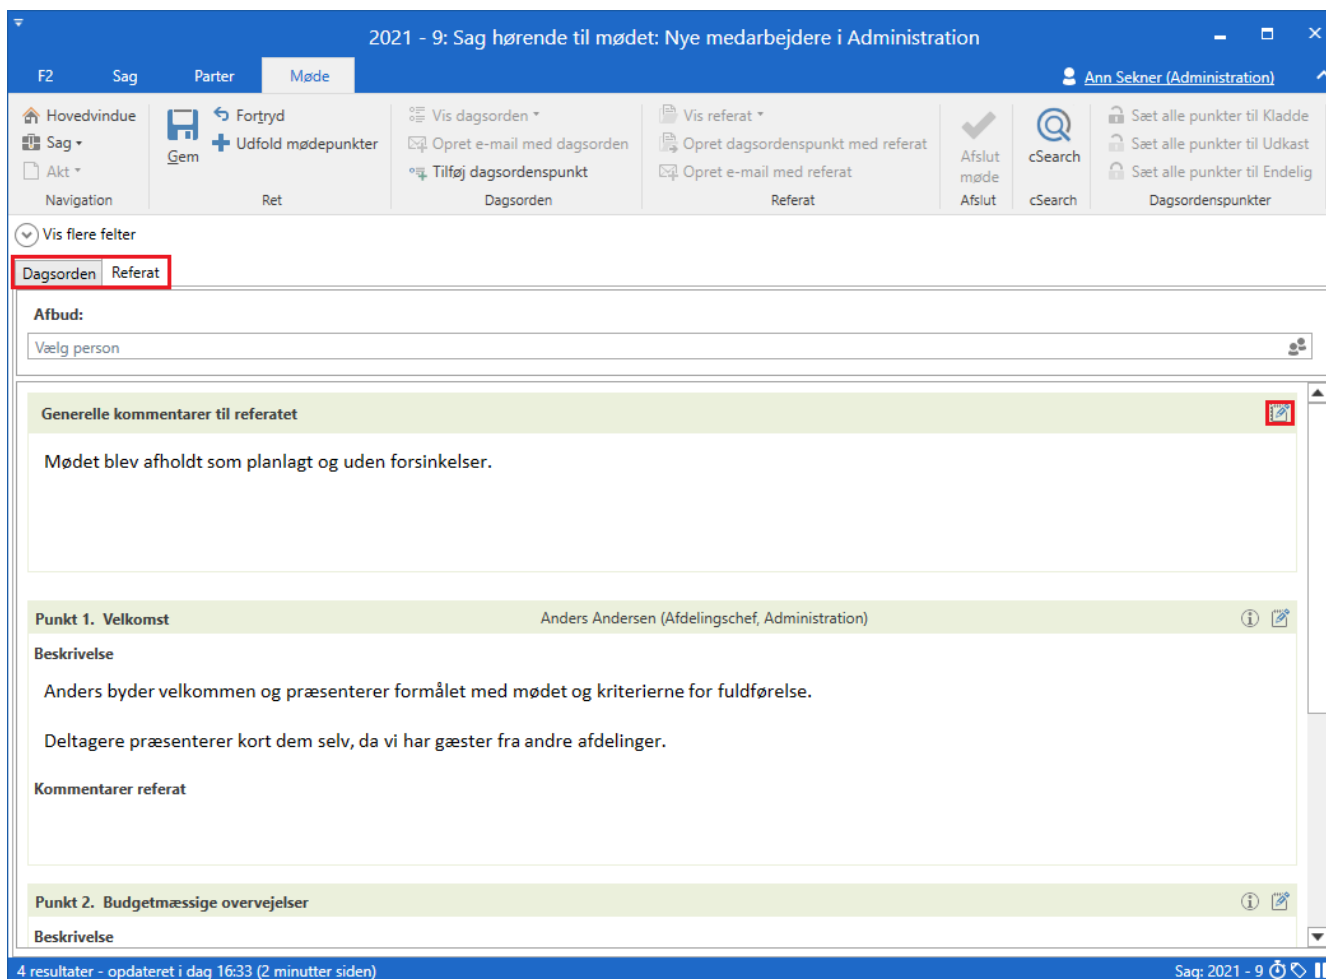 2021 - 9: Sag hørende til mødet: Nye medarbejdere i Administration
F2 Sag Parter Møde Ann Sekner (Administration)
Hovedvindue
Sag
Akt
Navigation
Gem
Fortryd
Udfold mødepunkter
Ret
Vis dagsorden
Opret e-mail med dagsorden
Tilføj dagsordenspunkt
Dagsorden
Vis referat
Opret dagsordenspunkt med referat
Opret e-mail med referat
Referat
Afslut
møde
Afslut
cSearch
cSearch
Sæt alle punkter til Kladde
Sæt alle punkter til Udkast
Sæt alle punkter til Endelig
Dagsordenspunkter
Vis flere felter
Dagsorden Referat
Afbud:
Vælg person
Generelle kommentarer til referatet
Mødet blev afholdt som planlagt og uden forsinkelser.
Punkt 1. Velkomst Anders Andersen (Afdelingschef, Administration)
Beskrivelse
Anders byder velkommen og præsenterer formålet med mødet og kriterierne for fuldførelse.
Deltagere præsenterer kort dem selv, da vi har gæster fra andre afdelinger.
Kommentarer referat
Punkt 2. Budgetmæssige overvejelser
Beskrivelse
4 resultater - opdateret i dag 16:33 (2 minutter siden) Sag: 2021 - 9